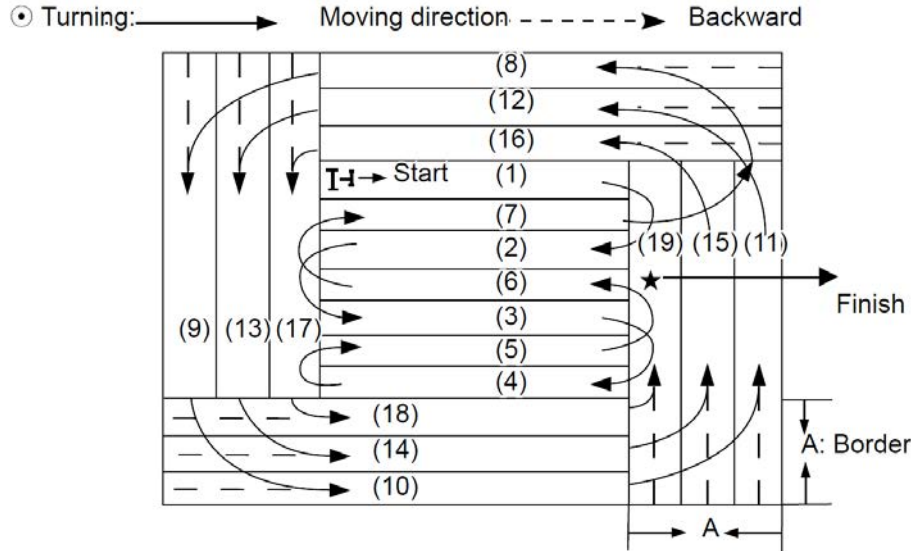 ⊙ Turning: Moving direction Backward
(8)
(12)
(16)
Start (1)
(7)
(2) (19) (15) (11)
(6)
Finish
(9) (13) (17) (3)
(5)
(4)
(18)
(14) A: Border
(10)
A